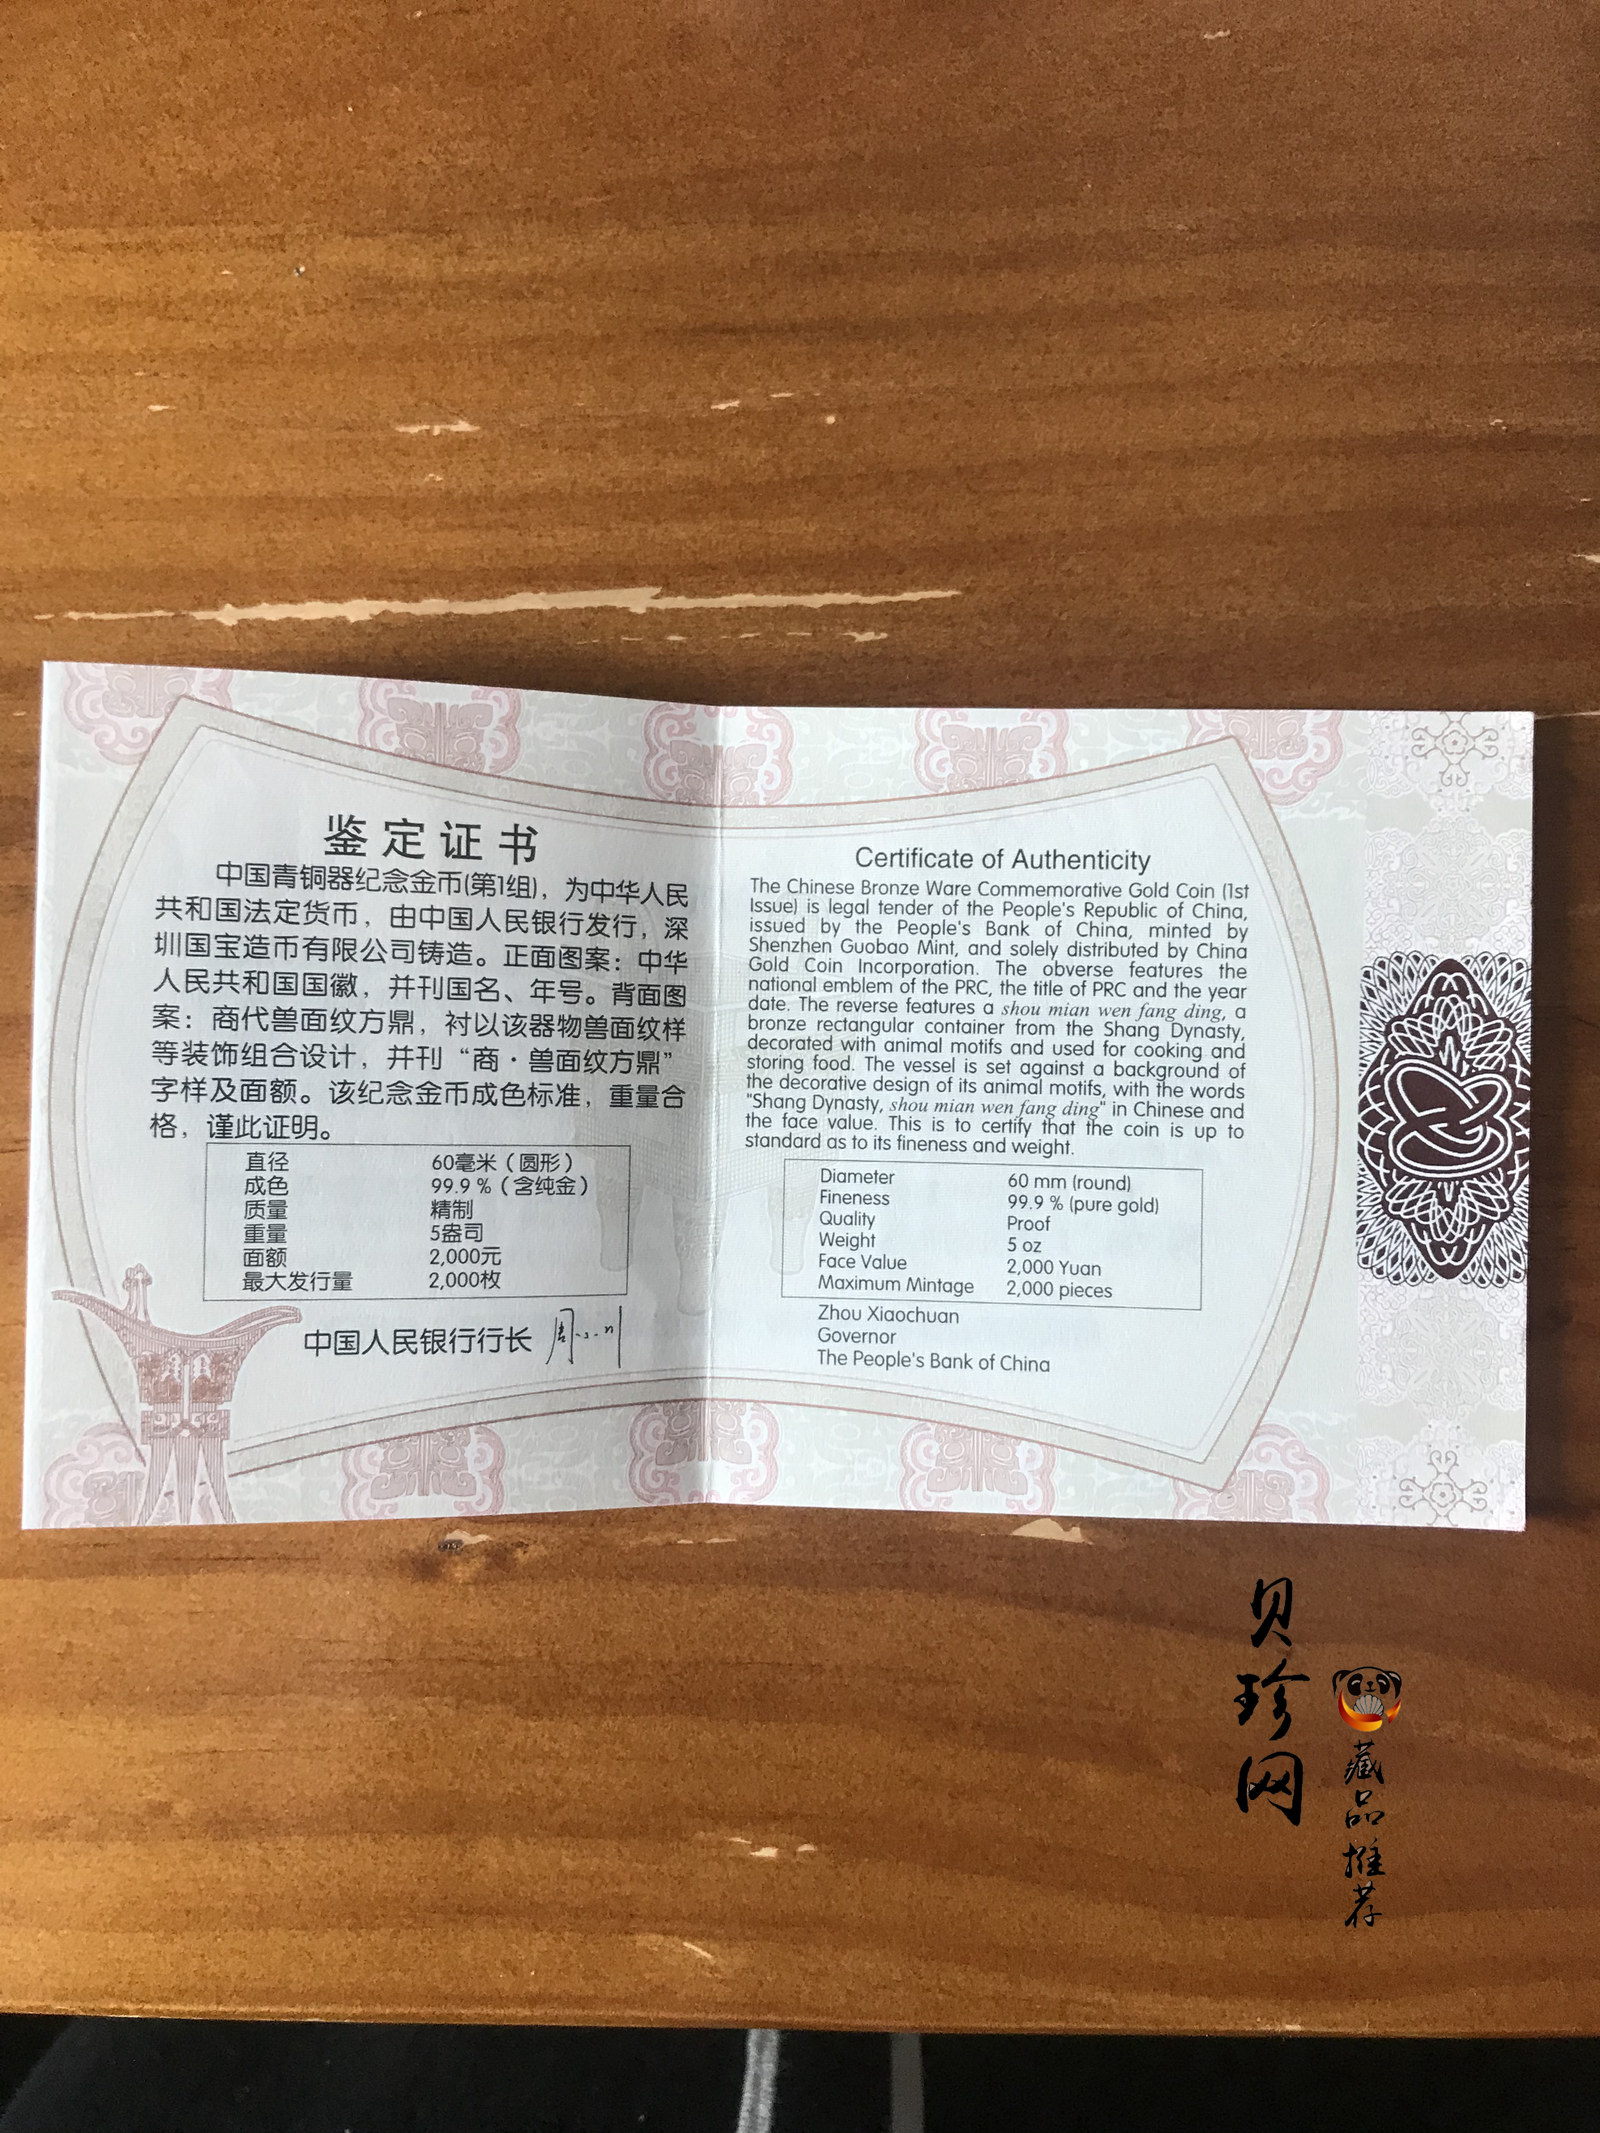 鉴定证书
中国青铜器纪念金币(第1组)，为中华人民
共和国法定货币，由中国人民银行发行，深
圳国宝造币有限公司铸造。正面图案：中华
人民共和国国徽，并刊国名、年号。背面图
案：商代兽面纹方鼎，衬以该器物兽面纹样
等装饰组合设计，并刊“商·兽面纹方鼎”
字样及面额。该纪念金币成色标准，重量合
格，谨此证明。
直径 60毫米（圆形）
成色 99.9 %（含纯金）
质量 精制
重量 5盎司
面额 2,000元
最大发行量 2,000枚
中国人民银行行长 周小川
Certificate of Authenticity
The Chinese Bronze Ware Commemorative Gold Coin (1st
Issue) is legal tender of the People's Republic of China,
issued by the People's Bank of China, minted by
Shenzhen Guobao Mint, and solely distributed by China
Gold Coin Incorporation. The obverse features the
national emblem of the PRC, the title of PRC and the year
date. The reverse features a shou mian wen fang ding, a
bronze rectangular container from the Shang Dynasty,
decorated with animal motifs and used for cooking and
storing food. The vessel is set against a background of
the decorative design of its animal motifs, with the words
"Shang Dynasty, shou mian wen fang ding" in Chinese and
the face value. This is to certify that the coin is up to
standard as to its fineness and weight.
Diameter 60 mm (round)
Fineness 99.9 % (pure gold)
Quality Proof
Weight 5 oz
Face Value 2,000 Yuan
Maximum Mintage 2,000 pieces
Zhou Xiaochuan
Governor
The People's Bank of China
贝珍网
藏品推荐